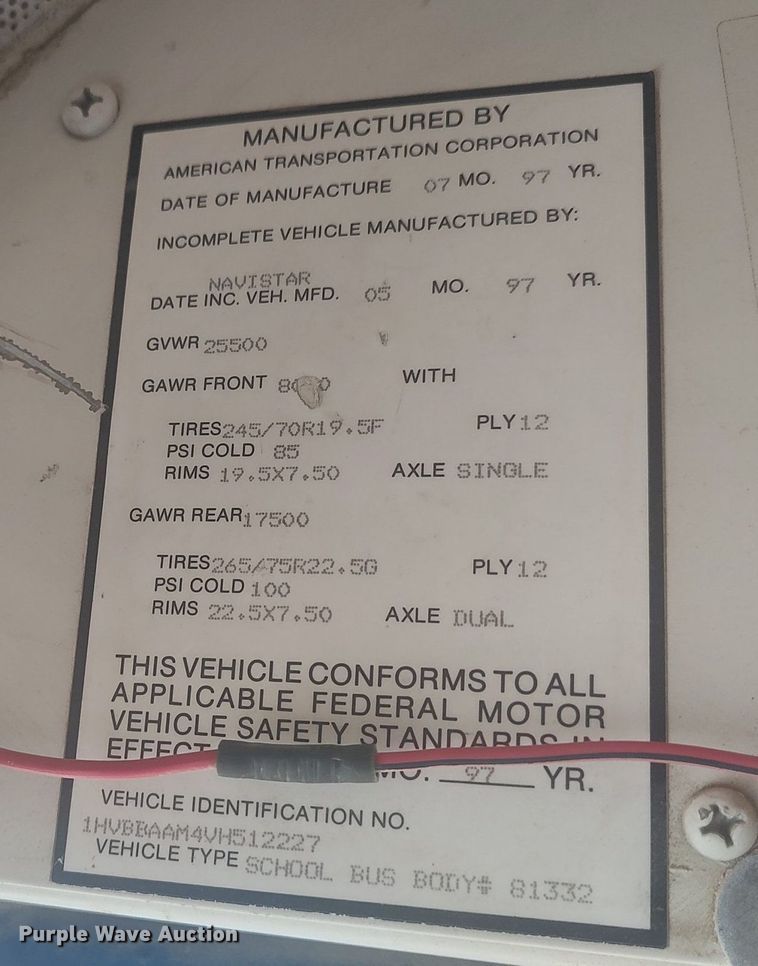 MANUFACTURED BY
AMERICAN TRANSPORTATION CORPORATION
DATE OF MANUFACTURE 07 MO. 97 YR.
INCOMPLETE VEHICLE MANUFACTURED BY:
NAVISTAR
DATE INC. VEH. MFD. 05 MO. 97 YR.
GVWR 25500
GAWR FRONT WITH
TIRES 245/70R19.5F PLY 12
PSI COLD 85
RIMS 19.5X7.50 AXLE SINGLE
GAWR REAR 17500
TIRES 265/75R22.5G PLY 12
PSI COLD 100
RIMS 22.5X7.50 AXLE DUAL
THIS VEHICLE CONFORMS TO ALL
APPLICABLE FEDERAL MOTOR
VEHICLE SAFETY STANDARDS IN
EFFECT MO. 97 YR.
VEHICLE IDENTIFICATION NO.
1HVBBAAM4VH512227
VEHICLE TYPE SCHOOL BUS BODY# 81332
Purple Wave Auction